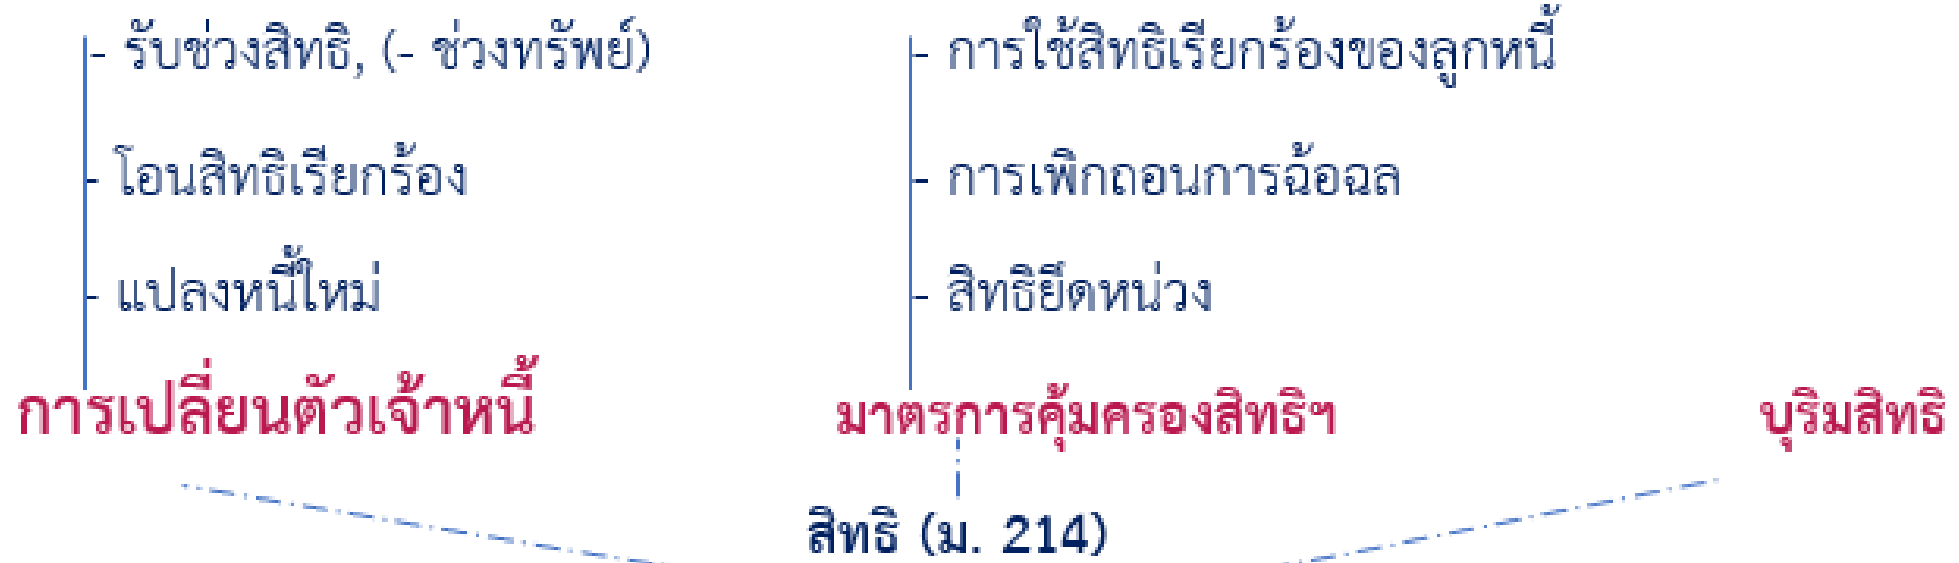 - รับช่วงสิทธิ, (- ช่วงทรัพย์)
- โอนสิทธิเรียกร้อง
- แปลงหนี้ใหม่
การเปลี่ยนตัวเจ้าหนี้
- การใช้สิทธิเรียกร้องของลูกหนี้
- การเพิกถอนการฉ้อฉล
- สิทธิยึดหน่วง
มาตรการคุ้มครองสิทธิฯ
บุริมสิทธิ
สิทธิ (ม. 214)